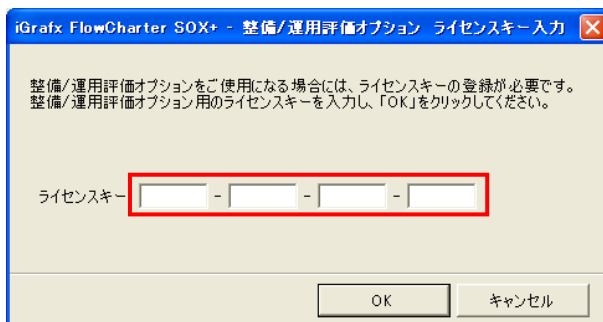 iGrafx FlowCharter SOX+ - 整備/運用評価オプション ライセンスキー入力
整備/運用評価オプションをご使用になる場合には、ライセンスキーの登録が必要です。
整備/運用評価オプション用のライセンスキーを入力し、「OK」をクリックしてください。
ライセンスキー - - -
OK キャンセル